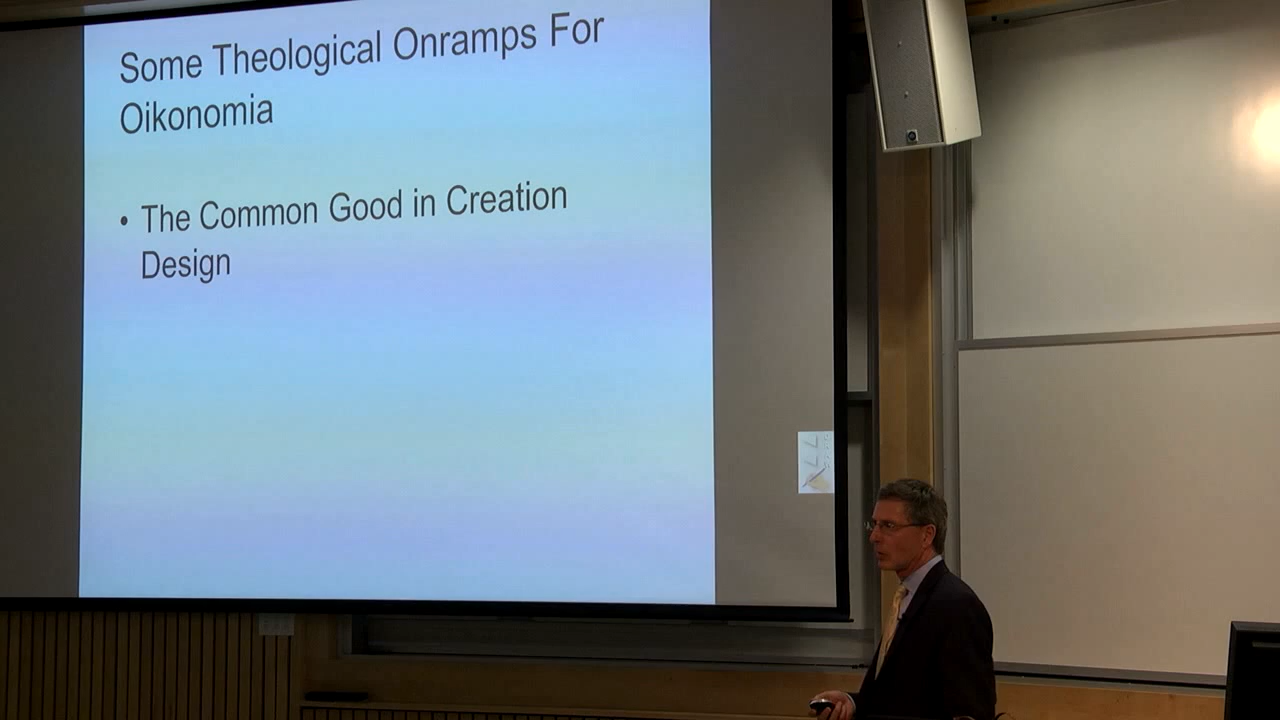 Some Theological Onramps For
Oikonomia
• The Common Good in Creation
Design